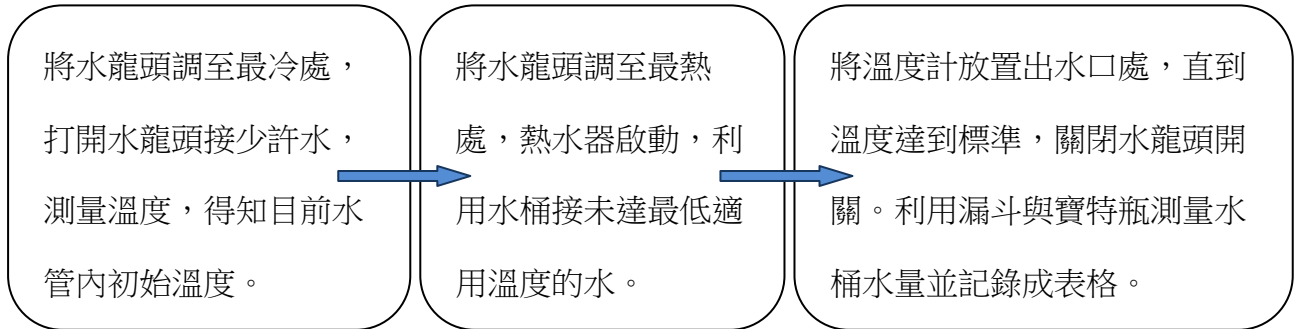 將水龍頭調至最冷處，
打開水龍頭接少許水，
測量溫度，得知目前水
管內初始溫度。
將水龍頭調至最熱
處，熱水器啟動，利
用水桶接未達最低適
用溫度的水。
將溫度計放置出水口處，直到
溫度達到標準，關閉水龍頭開
關。利用漏斗與寶特瓶測量水
桶水量並記錄成表格。